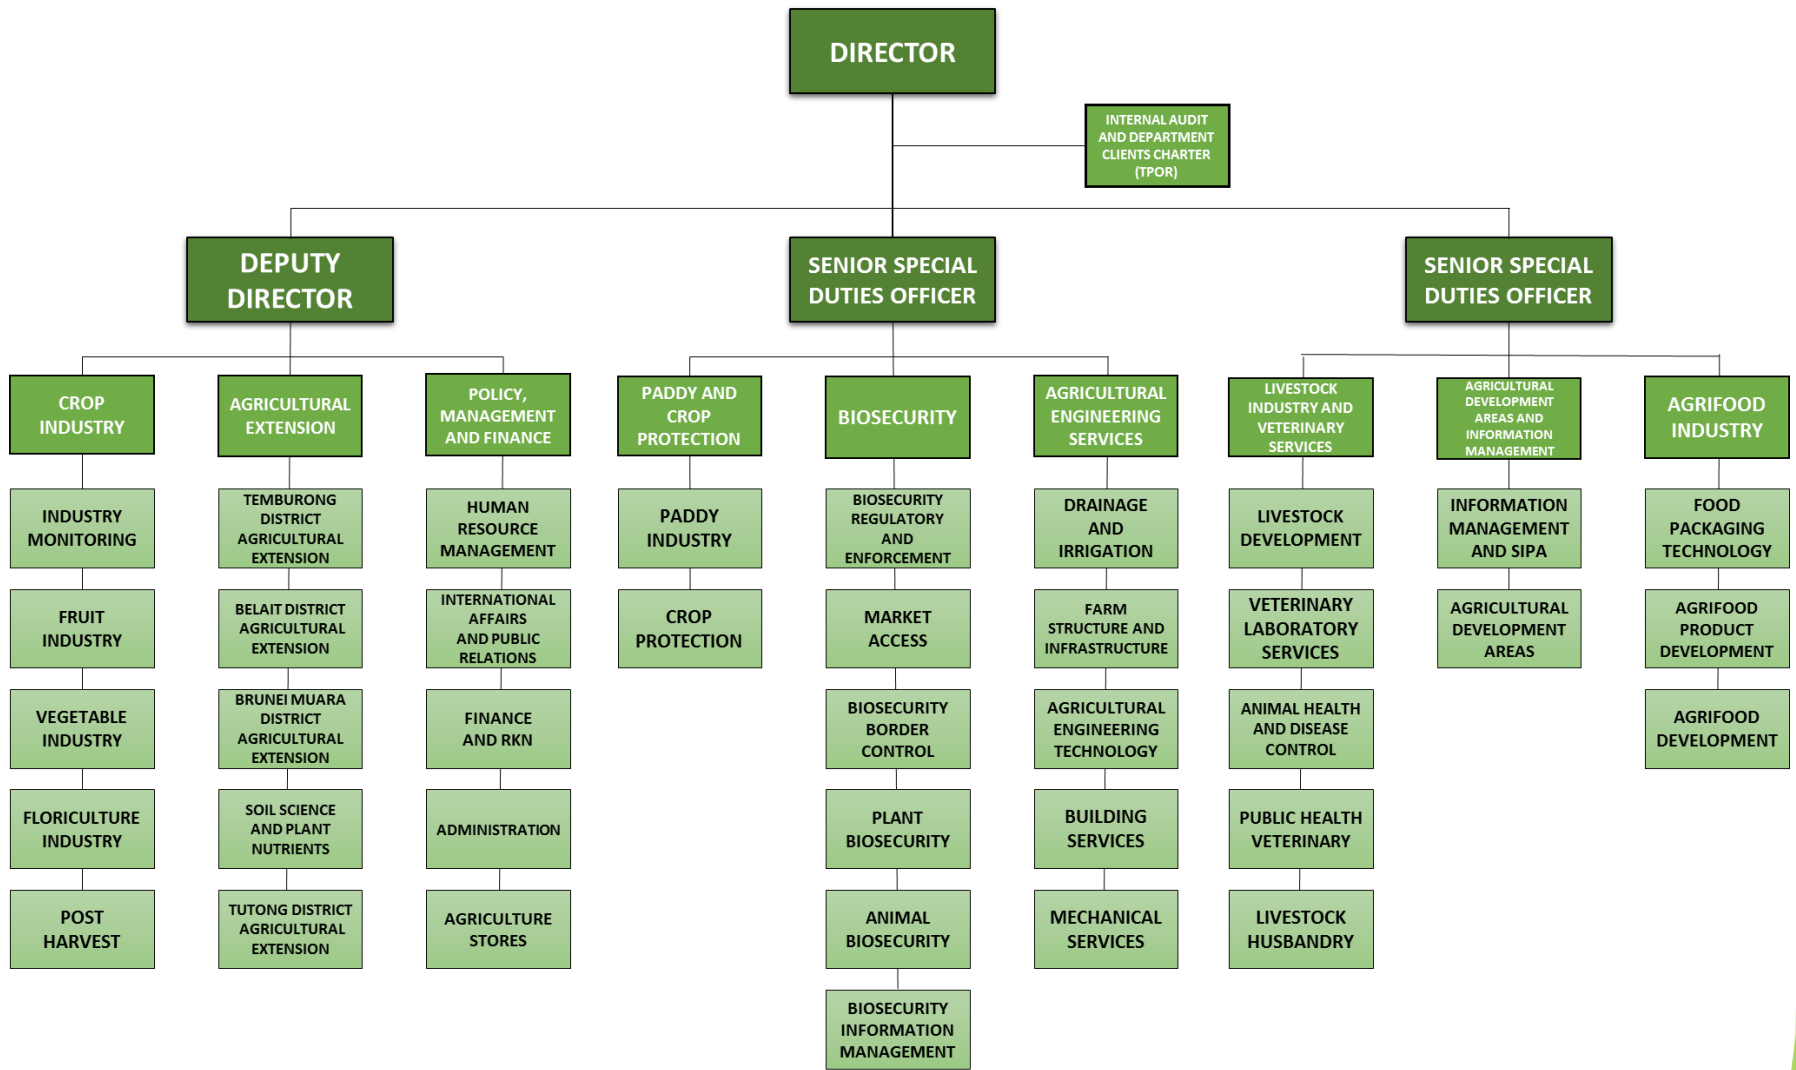 DIRECTOR
INTERNAL AUDIT
AND DEPARTMENT
CLIENTS CHARTER
(TPOR)
DEPUTY
DIRECTOR
SENIOR SPECIAL
DUTIES OFFICER
SENIOR SPECIAL
DUTIES OFFICER
CROP
INDUSTRY
AGRICULTURAL
EXTENSION
POLICY,
MANAGEMENT
AND FINANCE
PADDY AND
CROP
PROTECTION
BIOSECURITY
AGRICULTURAL
ENGINEERING
SERVICES
LIVESTOCK
INDUSTRY AND
VETERINARY
SERVICES
AGRICULTURAL
DEVELOPMENT
AREAS AND
INFORMATION
MANAGEMENT
AGRIFOOD
INDUSTRY
INDUSTRY
MONITORING
FRUIT
INDUSTRY
VEGETABLE
INDUSTRY
FLORICULTURE
INDUSTRY
POST
HARVEST
TEMBURONG
DISTRICT
AGRICULTURAL
EXTENSION
BELAIT DISTRICT
AGRICULTURAL
EXTENSION
BRUNEI MUARA
DISTRICT
AGRICULTURAL
EXTENSION
SOIL SCIENCE
AND PLANT
NUTRIENTS
TUTONG DISTRICT
AGRICULTURAL
EXTENSION
HUMAN
RESOURCE
MANAGEMENT
INTERNATIONAL
AFFAIRS
AND PUBLIC
RELATIONS
FINANCE
AND RKN
ADMINISTRATION
AGRICULTURE
STORES
PADDY
INDUSTRY
CROP
PROTECTION
BIOSECURITY
REGULATORY
AND
ENFORCEMENT
MARKET
ACCESS
BIOSECURITY
BORDER
CONTROL
PLANT
BIOSECURITY
ANIMAL
BIOSECURITY
BIOSECURITY
INFORMATION
MANAGEMENT
DRAINAGE
AND
IRRIGATION
FARM
STRUCTURE AND
INFRASTRUCTURE
AGRICULTURAL
ENGINEERING
TECHNOLOGY
BUILDING
SERVICES
MECHANICAL
SERVICES
LIVESTOCK
DEVELOPMENT
VETERINARY
LABORATORY
SERVICES
ANIMAL HEALTH
AND DISEASE
CONTROL
PUBLIC HEALTH
VETERINARY
LIVESTOCK
HUSBANDRY
INFORMATION
MANAGEMENT
AND SIPA
AGRICULTURAL
DEVELOPMENT
AREAS
FOOD
PACKAGING
TECHNOLOGY
AGRIFOOD
PRODUCT
DEVELOPMENT
AGRIFOOD
DEVELOPMENT